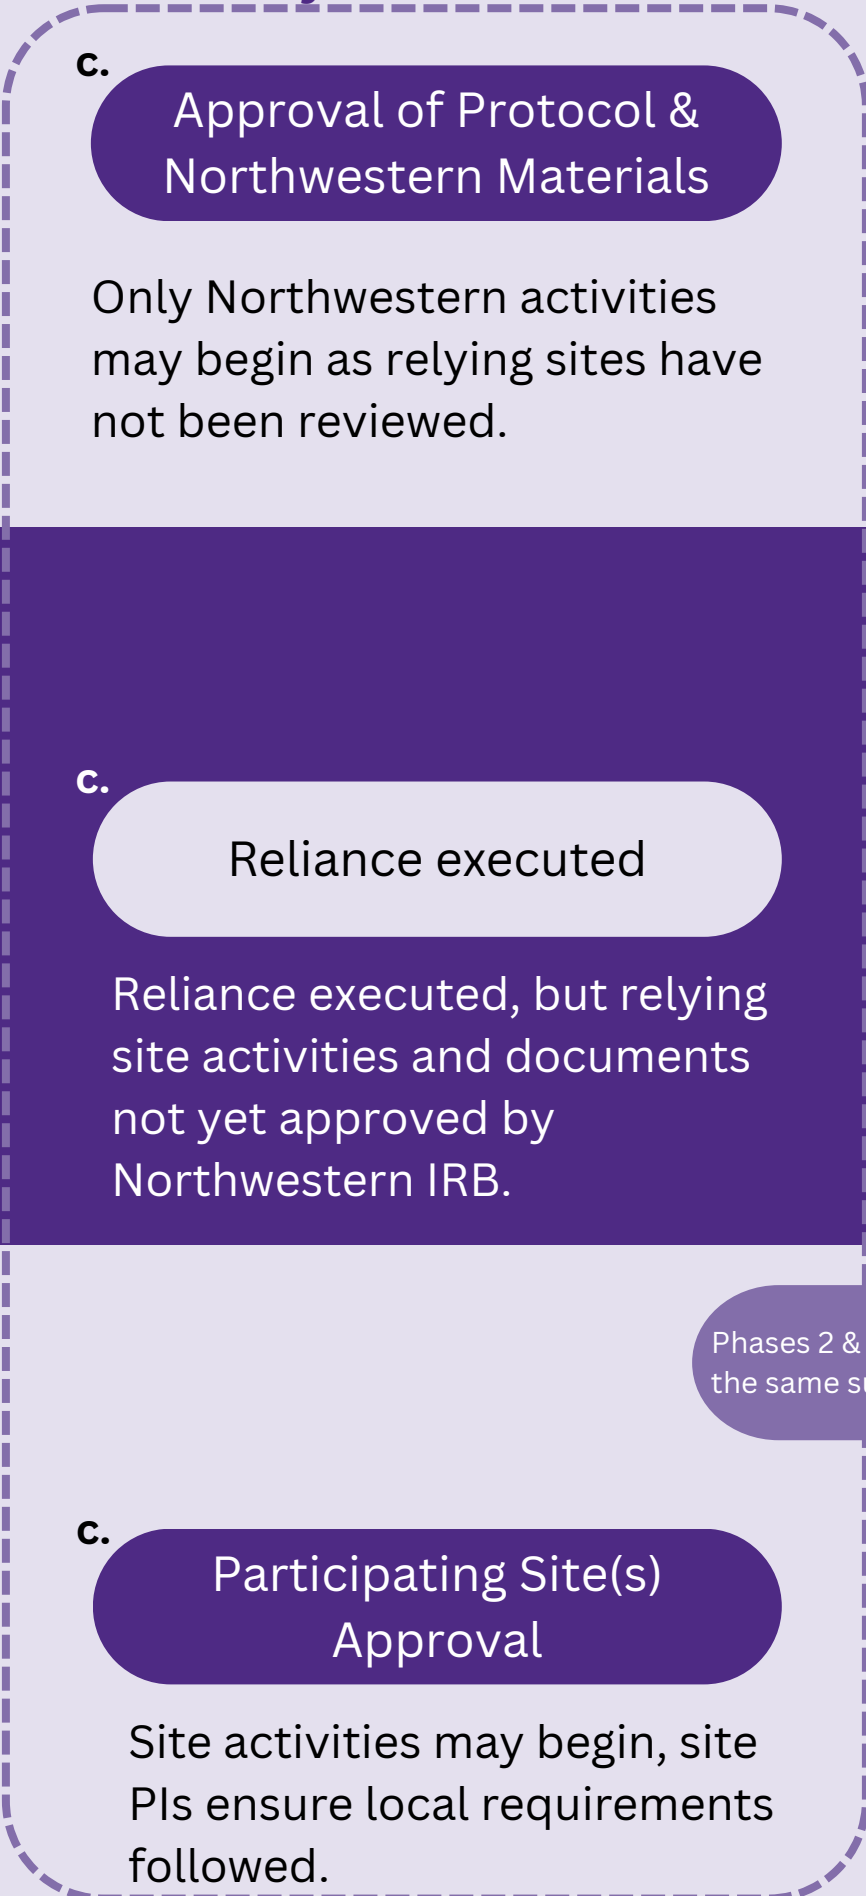 c.
Approval of Protocol &
Northwestern Materials
Only Northwestern activities
may begin as relying sites have
not been reviewed.
c.
Reliance executed
Reliance executed, but relying
site activities and documents
not yet approved by
Northwestern IRB.
Phases 2 &
the same
c.
Participating Site(s)
Approval
Site activities may begin, site
PIs ensure local requirements
followed.